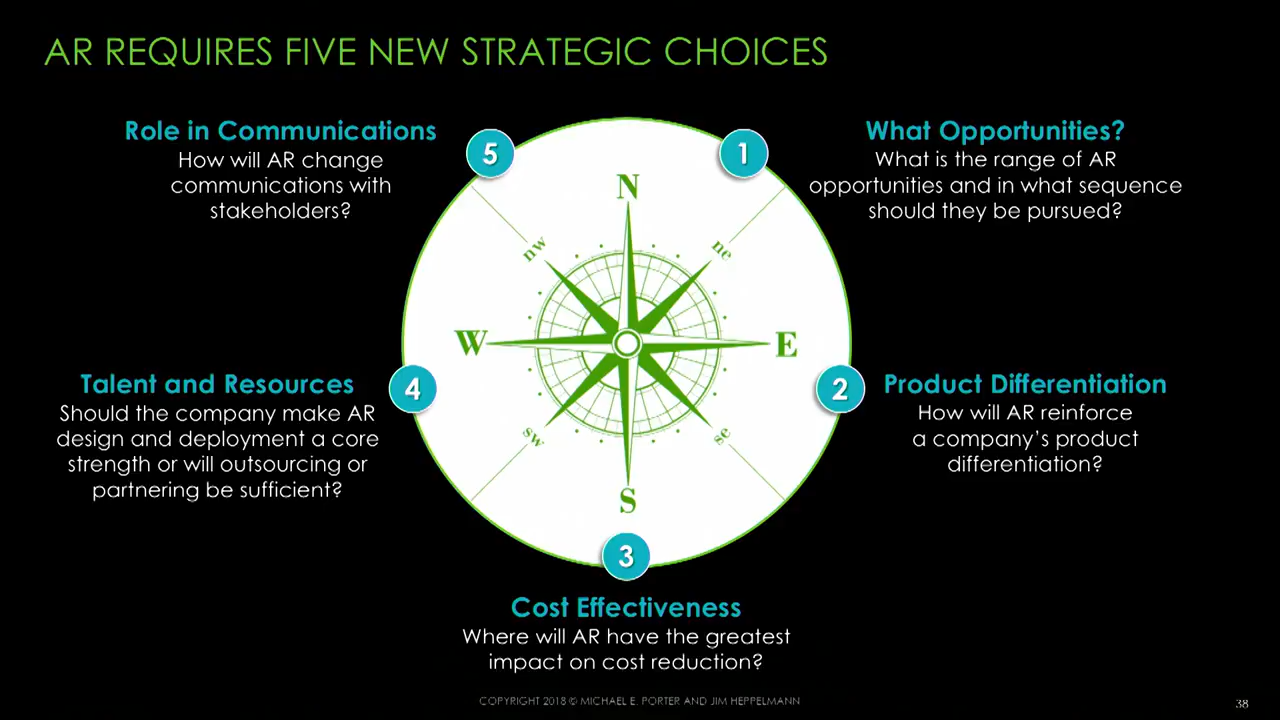 AR REQUIRES FIVE NEW STRATEGIC CHOICES
Role in Communications
How will AR change
communications with
stakeholders?
5
1
What Opportunities?
What is the range of AR
opportunities and in what sequence
should they be pursued?
N
nw
ne
W
E
Talent and Resources
Should the company make AR
design and deployment a core
strength or will outsourcing or
partnering be sufficient?
4
2
Product Differentiation
How will AR reinforce
a company's product
differentiation?
sw
se
S
3
Cost Effectiveness
Where will AR have the greatest
impact on cost reduction?
COPYRIGHT 2018 © MICHAEL E. PORTER AND JIM HEPPELMANN
38